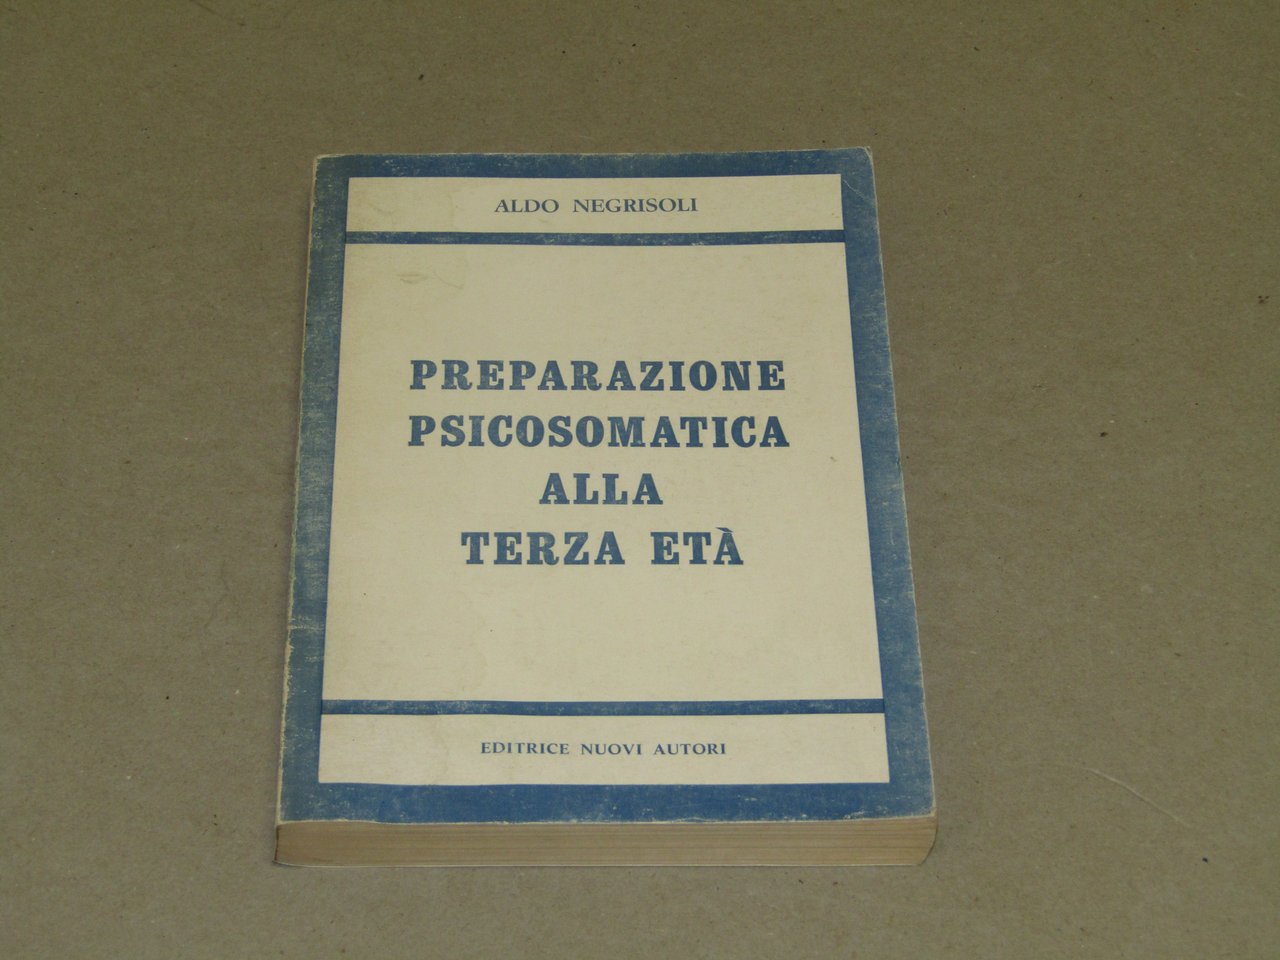 ALDO NEGRISOLI
PREPARAZIONE
PSICOSOMATICA
ALLA
TERZA ETÀ
EDITRICE NUOVI AUTORI